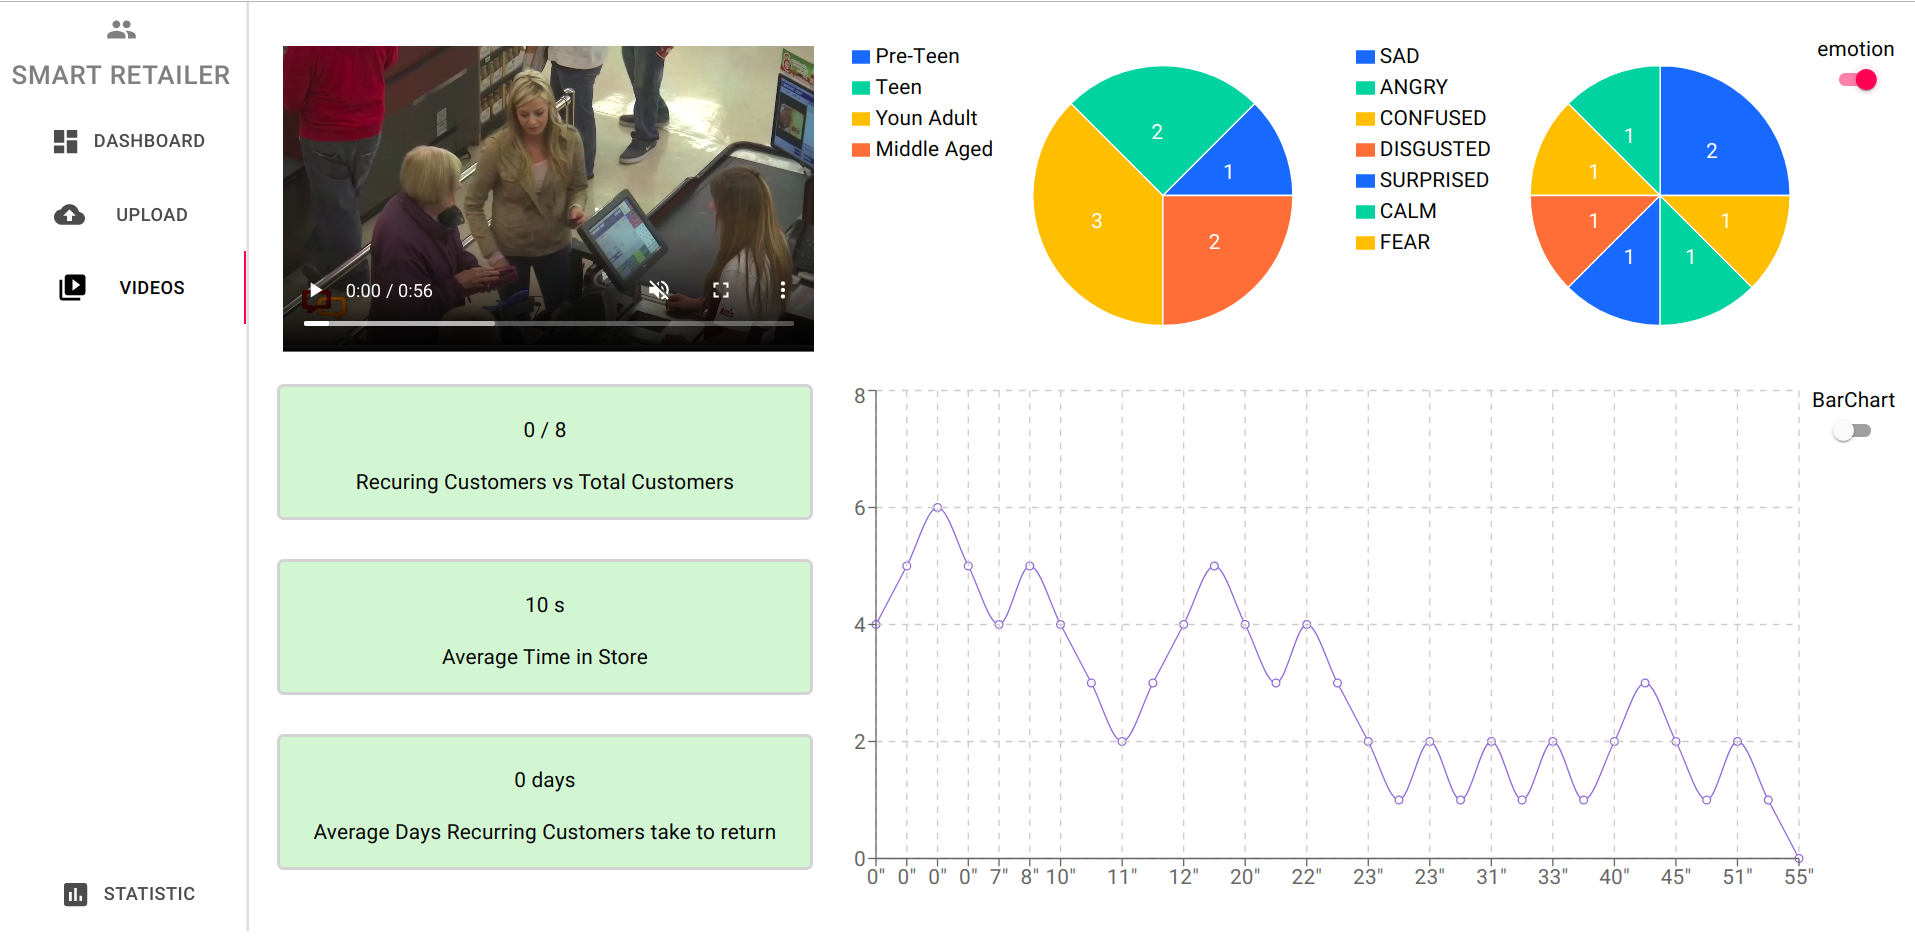 SMART RETAILER
DASHBOARD
UPLOAD
VIDEOS
STATISTIC
0:00 / 0:56
Pre-Teen
Teen
Youn Adult
Middle Aged
2
1
3
2
SAD
ANGRY
CONFUSED
DISGUSTED
SURPRISED
CALM
FEAR
1
2
1
1
1
1
1
emotion
0 / 8
Recuring Customers vs Total Customers
10 s
Average Time in Store
0 days
Average Days Recurring Customers take to return
BarChart
8
6
4
2
0
0" 0" 0" 0" 7" 8" 10" 11" 12" 20" 22" 23" 23" 31" 33" 40" 45" 51" 55"